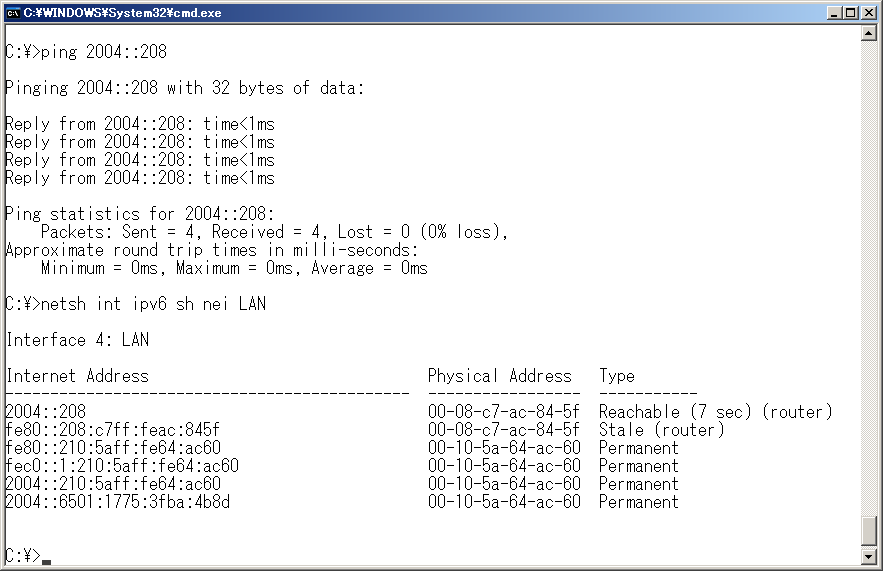 C:¥WINDOWS¥System32¥cmd.exe
C:¥>ping 2004::208
Pinging 2004::208 with 32 bytes of data:
Reply from 2004::208: time<1ms
Reply from 2004::208: time<1ms
Reply from 2004::208: time<1ms
Reply from 2004::208: time<1ms
Ping statistics for 2004::208:
    Packets: Sent = 4, Received = 4, Lost = 0 (0% loss),
Approximate round trip times in milli-seconds:
    Minimum = 0ms, Maximum = 0ms, Average = 0ms
C:¥>netsh int ipv6 sh nei LAN
Interface 4: LAN
Internet Address                               Physical Address   Type
---------------------------------------------  -----------------  -----------
2004::208                                      00-08-c7-ac-84-5f  Reachable (7 sec) (router)
fe80::208:c7ff:feac:845f                       00-08-c7-ac-84-5f  Stale (router)
fe80::210:5aff:fe64:ac60                       00-10-5a-64-ac-60  Permanent
fec0::1:210:5aff:fe64:ac60                     00-10-5a-64-ac-60  Permanent
2004::210:5aff:fe64:ac60                       00-10-5a-64-ac-60  Permanent
2004::6501:1775:3fba:4b8d                      00-10-5a-64-ac-60  Permanent
C:¥>